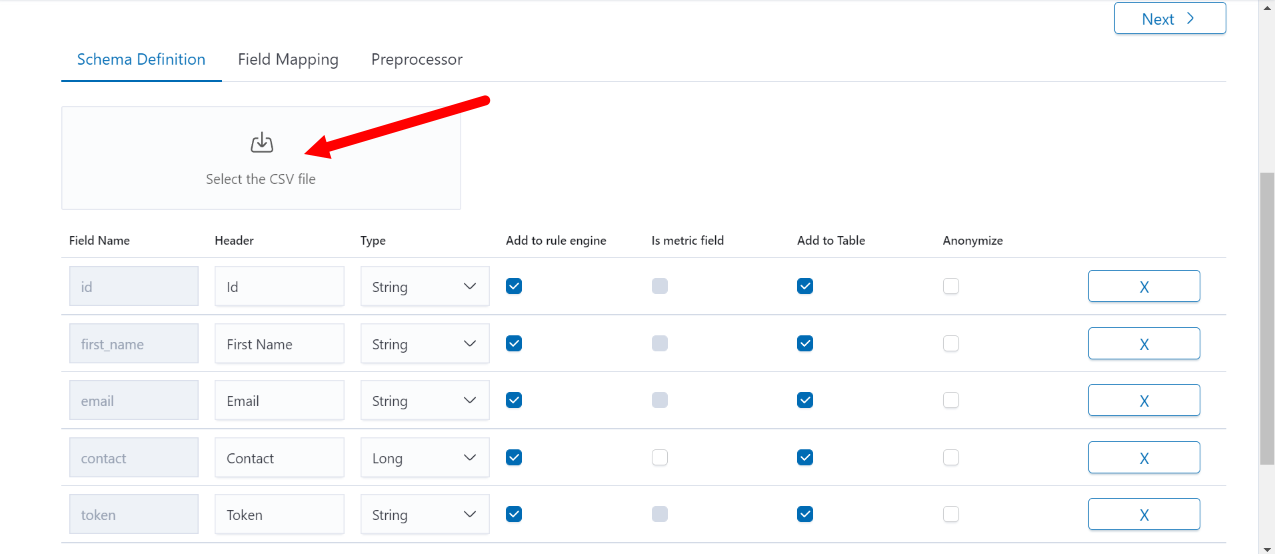 Next
Schema Definition Field Mapping Preprocessor
Select the CSV file
Field Name Header Type Add to rule engine Is metric field Add to Table Anonymize
id Id String X
first_name First Name String X
email Email String X
contact Contact Long X
token Token String X